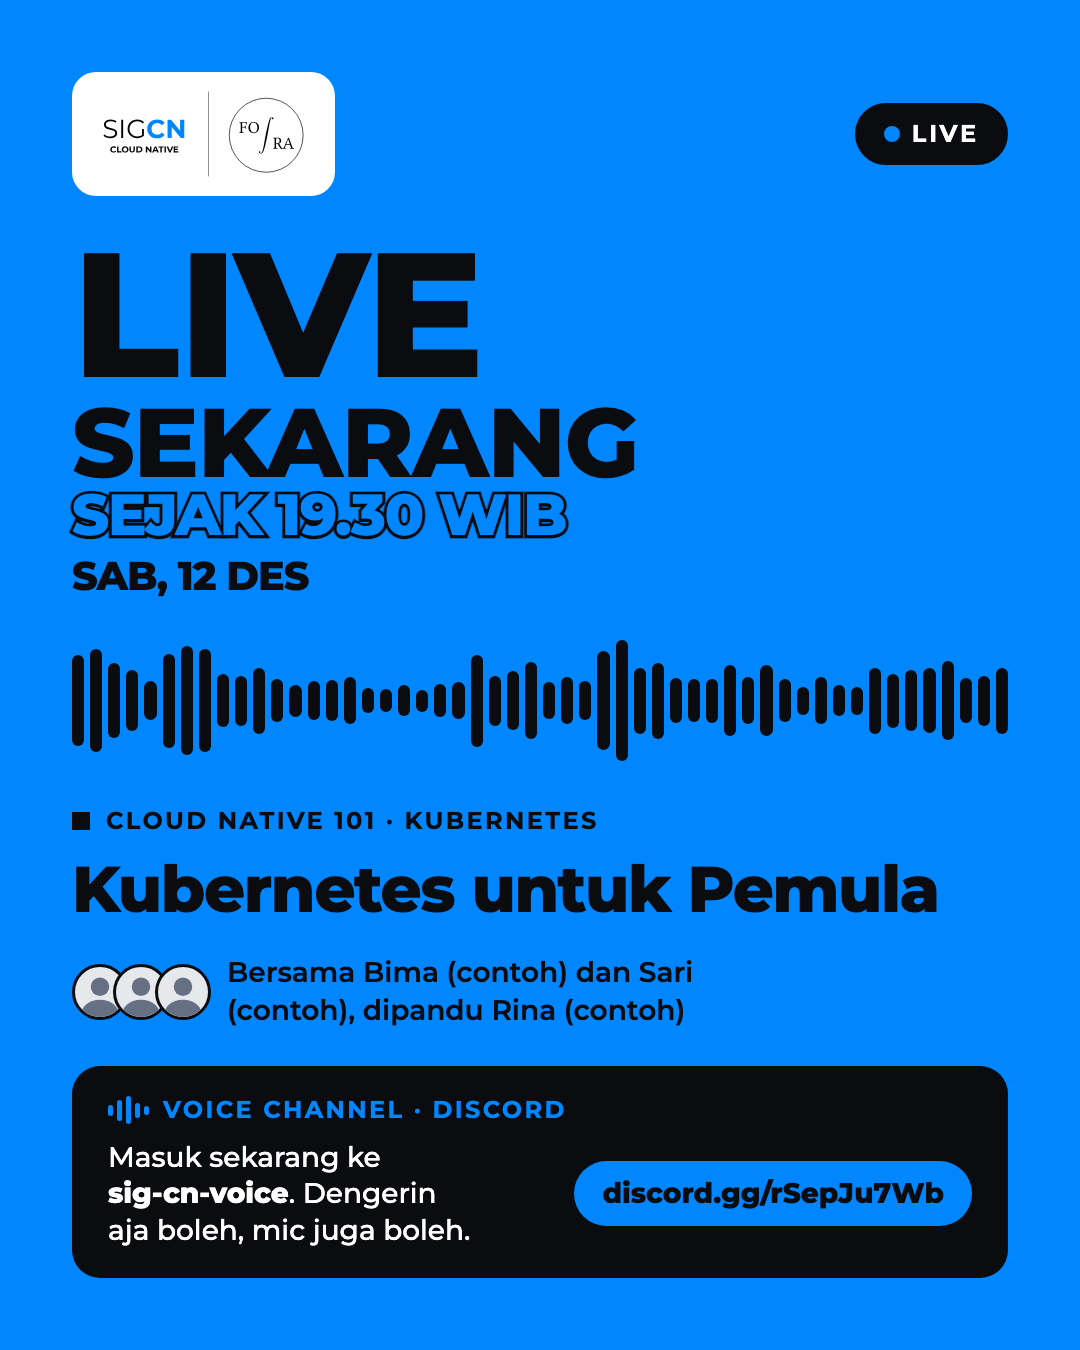 SIGCN
CLOUD NATIVE
FO
RA
LIVE
LIVE
SEKARANG
SEJAK 19.30 WIB
SAB, 12 DES
CLOUD NATIVE 101 · KUBERNETES
Kubernetes untuk Pemula
Bersama Bima (contoh) dan Sari
(contoh), dipandu Rina (contoh)
VOICE CHANNEL · DISCORD
Masuk sekarang ke
sig-cn-voice. Dengerin
aja boleh, mic juga boleh.
discord.gg/rSepJu7Wb